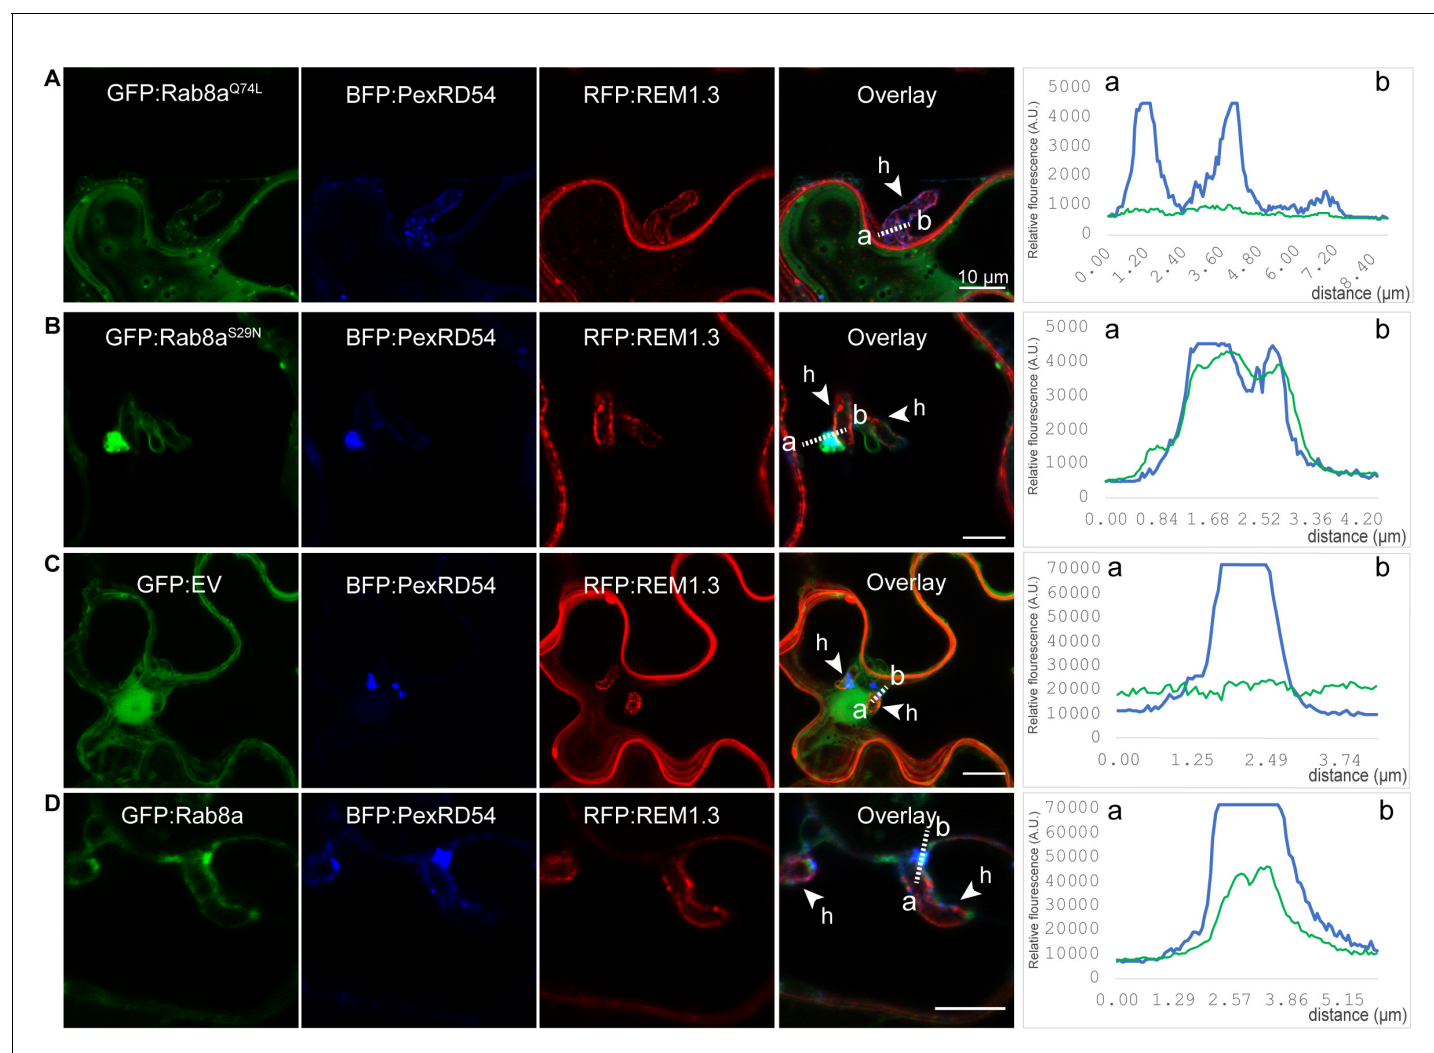 A
GFP:Rab8aQ74L
BFP:PexRD54
RFP:REM1.3
Overlay
h
a
b
10 µm
Relative flourescence (A.U.)
a
b
5000
4000
3000
2000
1000
0
0.00 1.20 2.40 3.60 4.80 6.00 7.20 8.40
distance (µm)
B
GFP:Rab8aS29N
BFP:PexRD54
RFP:REM1.3
Overlay
h
h
a
b
Relative flourescence (A.U.)
a
b
5000
4000
3000
2000
1000
0
0.00 0.84 1.68 2.52 3.36 4.20
distance (µm)
C
GFP:EV
BFP:PexRD54
RFP:REM1.3
Overlay
h
b
a
h
Relative flourescence (A.U.)
a
b
70000
60000
50000
40000
30000
20000
10000
0
0.00 1.25 2.49 3.74
distance (µm)
D
GFP:Rab8a
BFP:PexRD54
RFP:REM1.3
Overlay
b
h
h
a
Relative flourescence (A.U.)
a
b
70000
60000
50000
40000
30000
20000
10000
0
0.00 1.29 2.57 3.86 5.15
distance (µm)